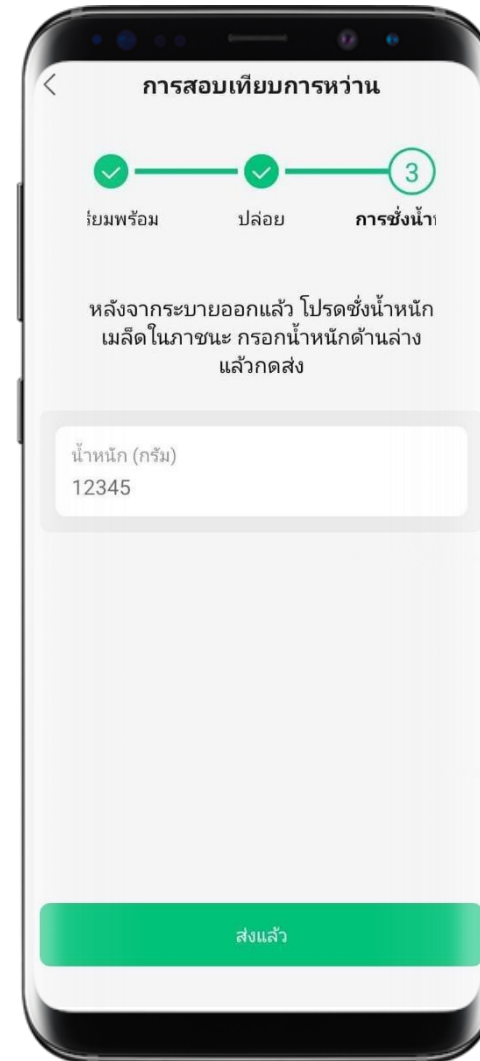 การสอบเทียบการหว่าน
3
ปล่อย
หลังจากระบายออกแล้ว โปรดชั่งน้ำหนัก
เมล็ดในภาชนะ กรอกน้ำหนักด้านล่าง
แล้วกดส่ง
น้ำหนัก (กรัม)
12345
ส่งแล้ว